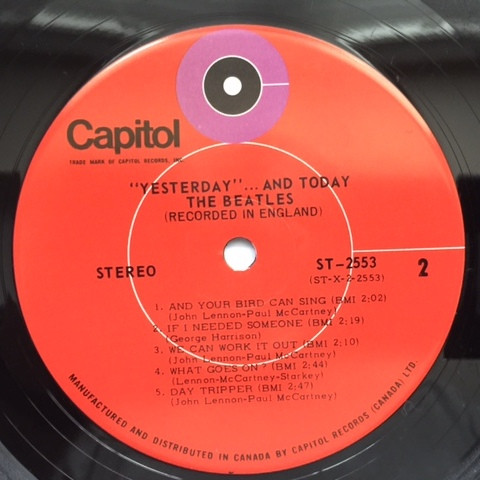 Capitol
TRADE MARK OF CAPITOL RECORDS, INC.
"YESTERDAY"... AND TODAY
THE BEATLES
(RECORDED IN ENGLAND)
STEREO
ST-2553
(ST-X-2-2553)
2
1. AND YOUR BIRD CAN SING (BMI 2;02)
(John Lennon-Paul McCartney)
2. IF I NEEDED SOMEONE (BMI 2;19)
(George Harrison)
3. WE CAN WORK IT OUT (BMI 2;10)
(John Lennon-Paul McCartney)
4. WHAT GOES ON? (BMI 2;44)
(Lennon-McCartney-Starkey)
5. DAY TRIPPER (BMI 2;47)
(John Lennon-Paul McCartney)
MANUFACTURED AND DISTRIBUTED IN CANADA BY CAPITOL RECORDS (CANADA) LTD.